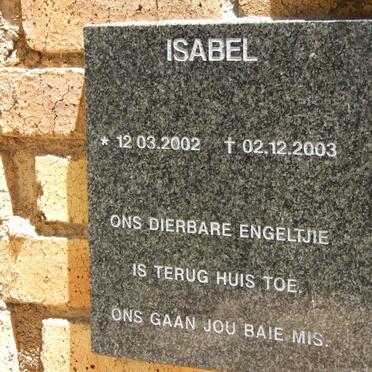 ISABEL
* 12 03.2002 † 02.12.2003
ONS DIERBARE ENGELTJIE
IS TERUG HUIS TOE,
ONS GAAN JOU BAIE MIS.